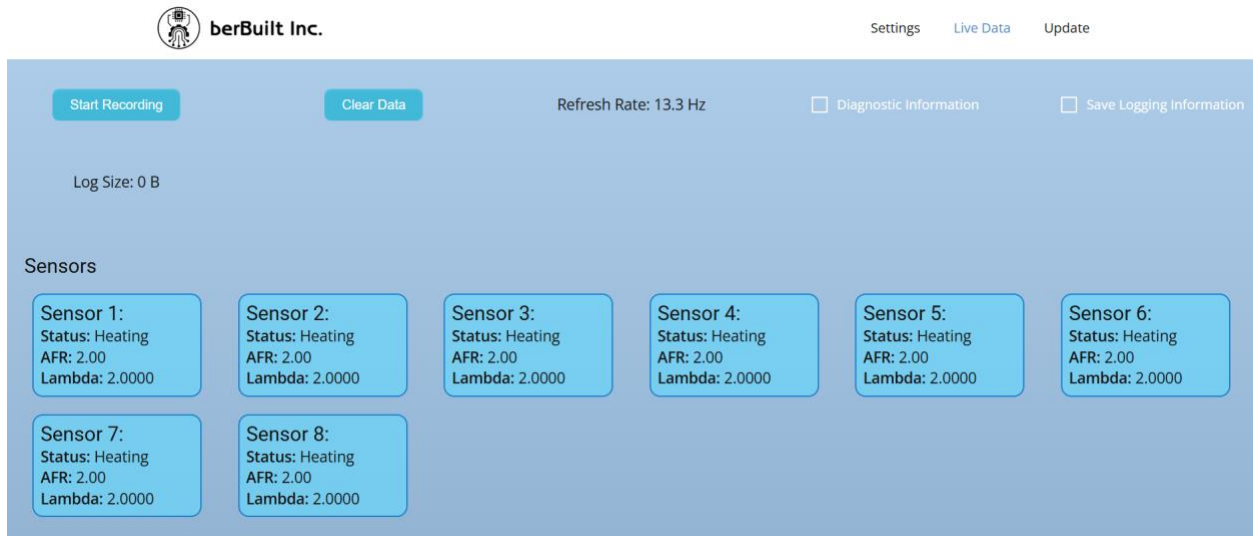 berBuilt Inc.
Settings Live Data Update
Start Recording Clear Data Refresh Rate: 13.3 Hz Diagnostic Information Save Logging Information
Log Size: 0 B
Sensors
Sensor 1:
Status: Heating
AFR: 2.00
Lambda: 2.0000
Sensor 2:
Status: Heating
AFR: 2.00
Lambda: 2.0000
Sensor 3:
Status: Heating
AFR: 2.00
Lambda: 2.0000
Sensor 4:
Status: Heating
AFR: 2.00
Lambda: 2.0000
Sensor 5:
Status: Heating
AFR: 2.00
Lambda: 2.0000
Sensor 6:
Status: Heating
AFR: 2.00
Lambda: 2.0000
Sensor 7:
Status: Heating
AFR: 2.00
Lambda: 2.0000
Sensor 8:
Status: Heating
AFR: 2.00
Lambda: 2.0000